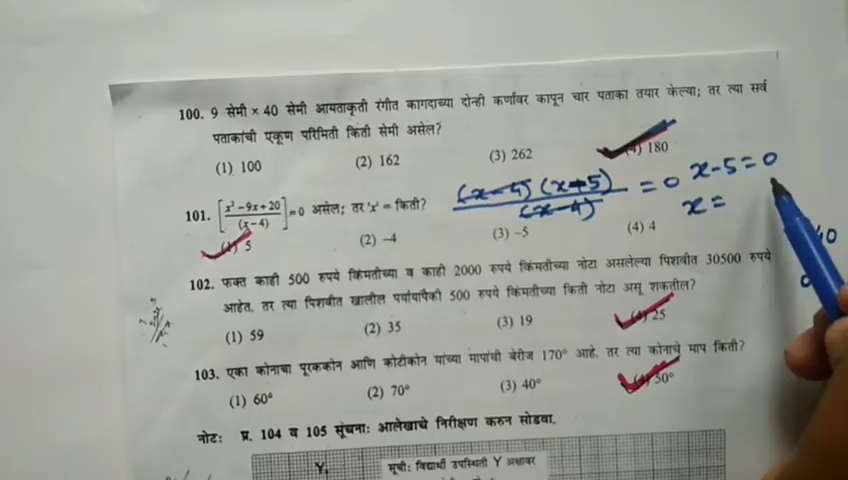 100. 9 सेमी × 40 सेमी आयताकृती रंगीत कागदाच्या दोन्ही कर्णांवर कापून चार पताका तयार केल्या; तर त्या सर्व
पताकांची एकूण परिमिती किती सेमी असेल?
(1) 100 (2) 162 (3) 262 (4) 180
101. [x² – 9x + 20 / (x – 4)] = 0 असेल; तर 'x' = किती?
(x-4) (x-5) / (x-4) = 0 x-5=0
x=
(1) 5 (2) –4 (3) –5 (4) 4
102. फक्त काही 500 रुपये किंमतीच्या व काही 2000 रुपये किंमतीच्या नोटा असलेल्या पिशवीत 30500 रुपये
आहेत. तर त्या पिशवीत खालील पर्यायांपैकी 500 रुपये किंमतीच्या किती नोटा असू शकतील?
(1) 59 (2) 35 (3) 19 (4) 25
103. एका कोनाचा पूरककोन आणि कोटीकोन यांच्या मापांची बेरीज 170° आहे. तर त्या कोनाचे माप किती?
(1) 60° (2) 70° (3) 40° (4) 50°
नोटः प्र. 104 व 105 सूचनाः आलेखाचे निरीक्षण करुन सोडवा.
Y
सूचीः विद्यार्थी उपस्थिती Y अक्षावर